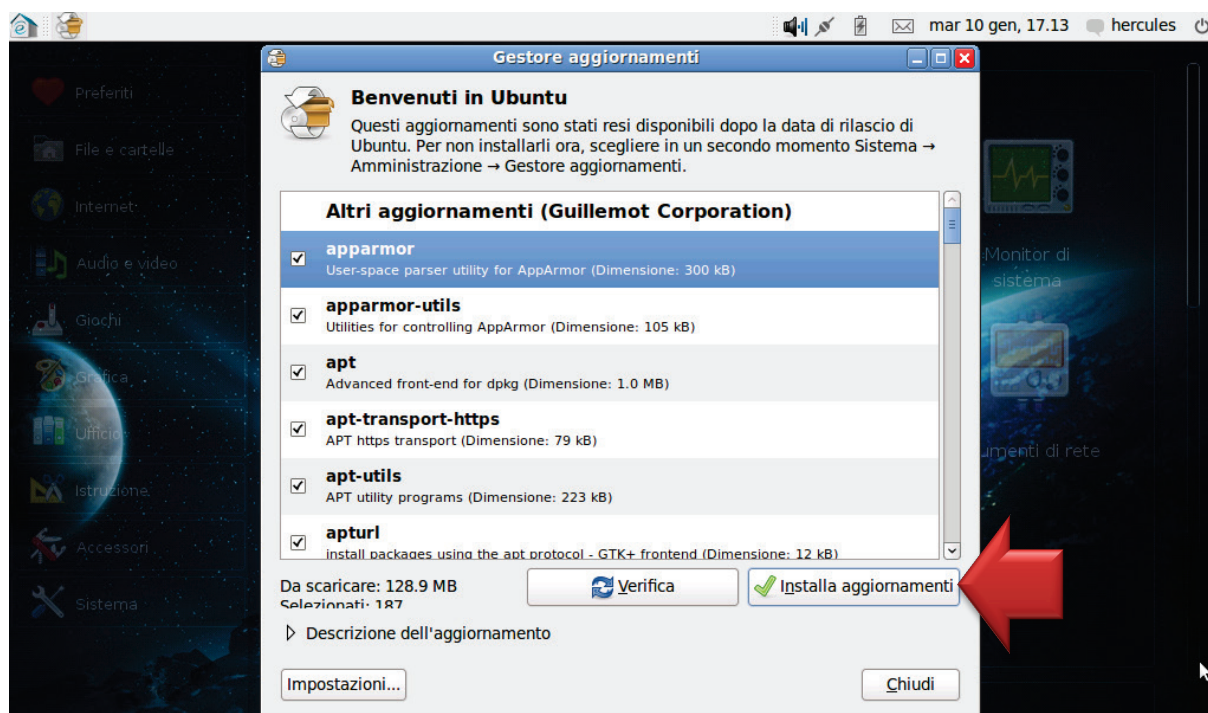 mar 10 gen, 17.13 hercules
Gestore aggiornamenti
Preferiti
File e cartelle
Internet
Audio e video
Giochi
Grafica
Ufficio
Istruzione
Accessori
Sistema
Benvenuti in Ubuntu
Questi aggiornamenti sono stati resi disponibili dopo la data di rilascio di
Ubuntu. Per non installarli ora, scegliere in un secondo momento Sistema →
Amministrazione → Gestore aggiornamenti.
Altri aggiornamenti (Guillemot Corporation)
apparmor
User-space parser utility for AppArmor (Dimensione: 300 kB)
apparmor-utils
Utilities for controlling AppArmor (Dimensione: 105 kB)
apt
Advanced front-end for dpkg (Dimensione: 1.0 MB)
apt-transport-https
APT https transport (Dimensione: 79 kB)
apt-utils
APT utility programs (Dimensione: 223 kB)
apturl
install packages using the apt protocol - GTK+ frontend (Dimensione: 12 kB)
Da scaricare: 128.9 MB
Selezionati: 187
Verifica
Installa aggiornamenti
Descrizione dell'aggiornamento
Impostazioni...
Chiudi
Monitor di
sistema
umenti di rete